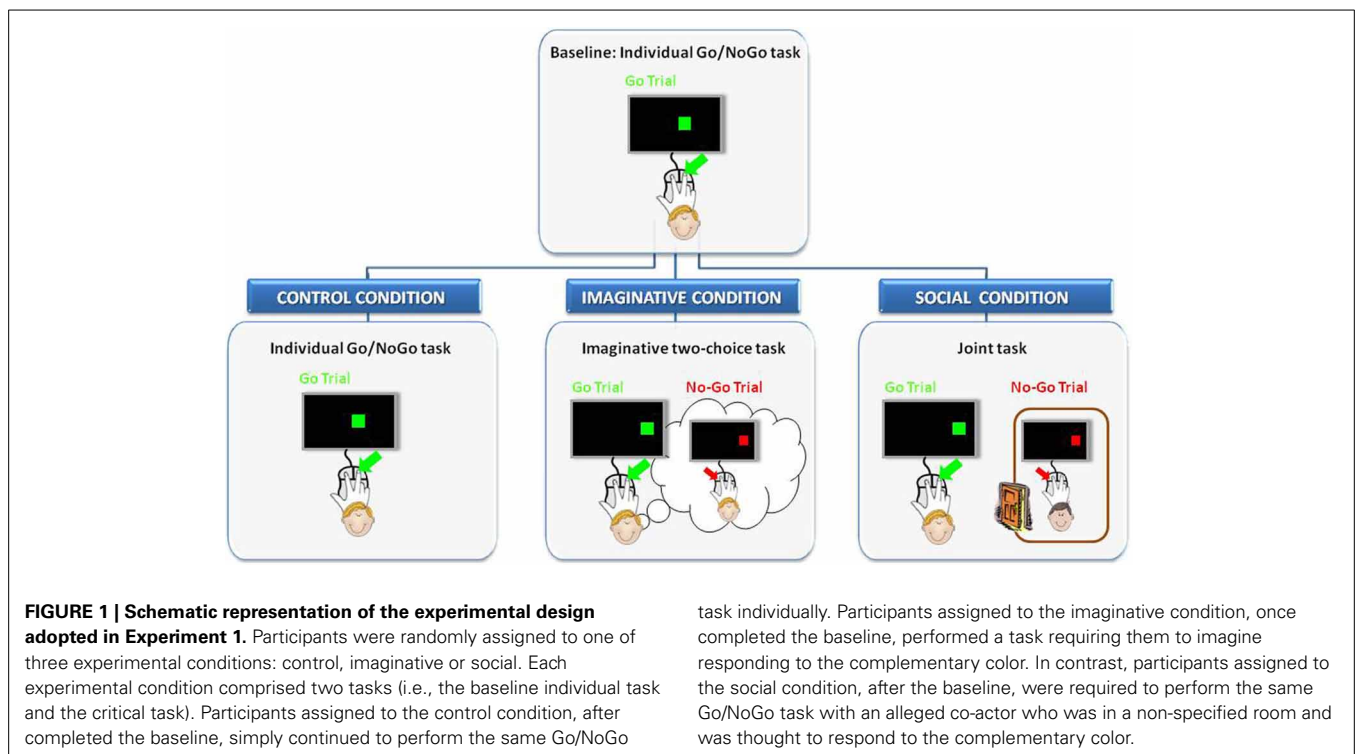 Baseline: Individual Go/NoGo task
Go Trial
CONTROL CONDITION
IMAGINATIVE CONDITION
SOCIAL CONDITION
Individual Go/NoGo task
Go Trial
Imaginative two-choice task
Go Trial
No-Go Trial
Joint task
Go Trial
No-Go Trial
FIGURE 1 | Schematic representation of the experimental design
adopted in Experiment 1. Participants were randomly assigned to one of
three experimental conditions: control, imaginative or social. Each
experimental condition comprised two tasks (i.e., the baseline individual task
and the critical task). Participants assigned to the control condition, after
completed the baseline, simply continued to perform the same Go/NoGo
task individually. Participants assigned to the imaginative condition, once
completed the baseline, performed a task requiring them to imagine
responding to the complementary color. In contrast, participants assigned to
the social condition, after the baseline, were required to perform the same
Go/NoGo task with an alleged co-actor who was in a non-specified room and
was thought to respond to the complementary color.